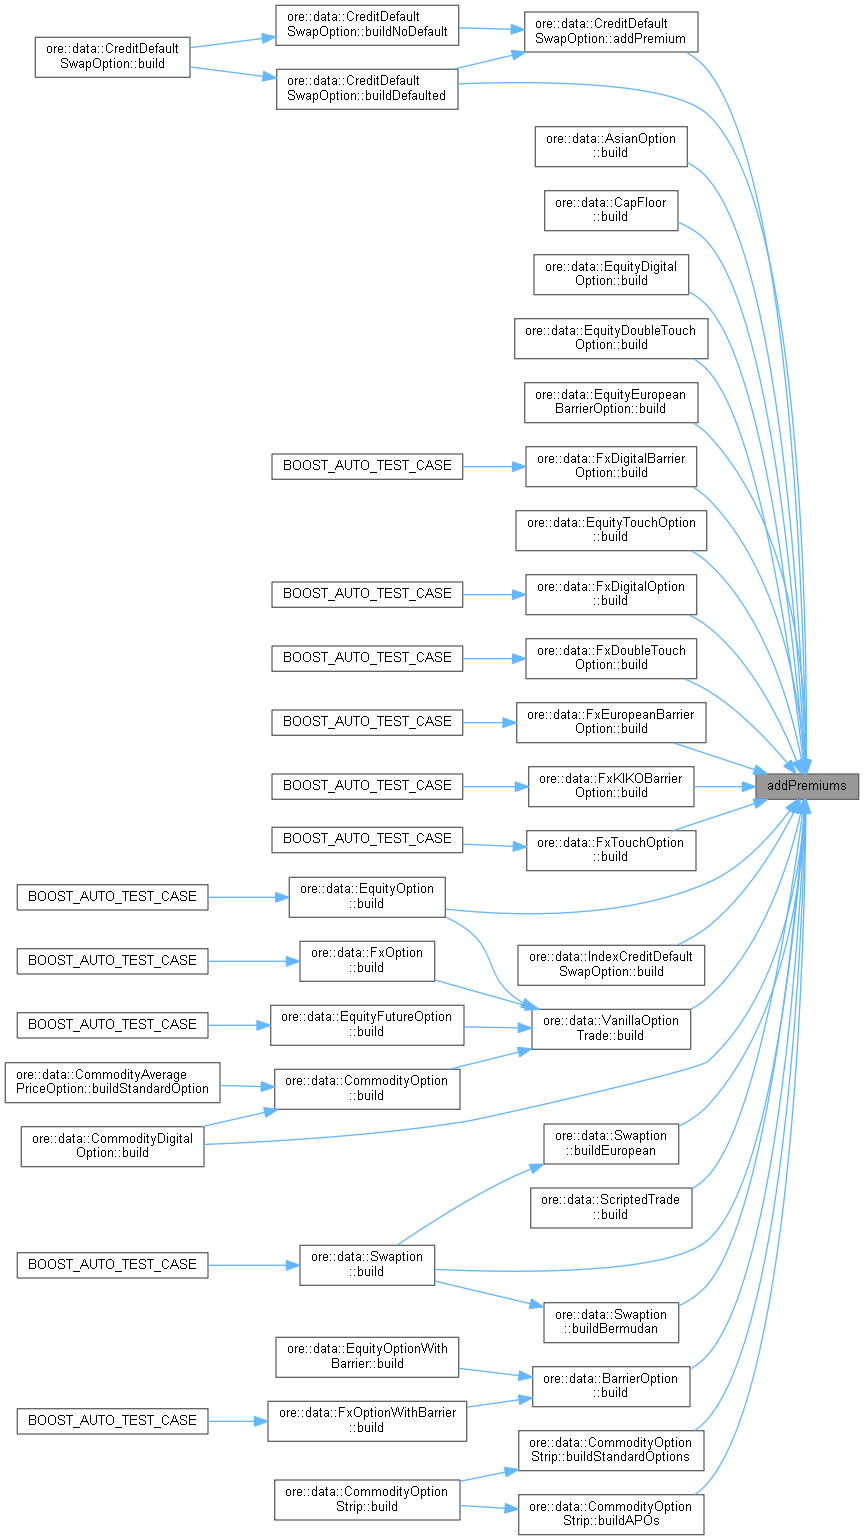 ore::data::CreditDefault
SwapOption::build
ore::data::CreditDefault
SwapOption::buildNoDefault
ore::data::CreditDefault
SwapOption::buildDefaulted
ore::data::CreditDefault
SwapOption::addPremium
ore::data::AsianOption
::build
ore::data::CapFloor
::build
ore::data::EquityDigital
Option::build
ore::data::EquityDoubleTouch
Option::build
ore::data::EquityEuropean
BarrierOption::build
BOOST_AUTO_TEST_CASE
ore::data::FxDigitalBarrier
Option::build
ore::data::EquityTouchOption
::build
BOOST_AUTO_TEST_CASE
ore::data::FxDigitalOption
::build
BOOST_AUTO_TEST_CASE
ore::data::FxDoubleTouch
Option::build
BOOST_AUTO_TEST_CASE
ore::data::FxEuropeanBarrier
Option::build
BOOST_AUTO_TEST_CASE
ore::data::FxKIKOBarrier
Option::build
addPremiums
BOOST_AUTO_TEST_CASE
ore::data::FxTouchOption
::build
BOOST_AUTO_TEST_CASE
ore::data::EquityOption
::build
BOOST_AUTO_TEST_CASE
ore::data::FxOption
::build
ore::data::IndexCreditDefault
SwapOption::build
BOOST_AUTO_TEST_CASE
ore::data::EquityFutureOption
::build
ore::data::VanillaOption
Trade::build
ore::data::CommodityAverage
PriceOption::buildStandardOption
ore::data::CommodityOption
::build
ore::data::CommodityDigital
Option::build
ore::data::Swaption
::buildEuropean
ore::data::ScriptedTrade
::build
BOOST_AUTO_TEST_CASE
ore::data::Swaption
::build
ore::data::Swaption
::buildBermudan
ore::data::EquityOptionWith
Barrier::build
ore::data::BarrierOption
::build
BOOST_AUTO_TEST_CASE
ore::data::FxOptionWithBarrier
::build
ore::data::CommodityOption
Strip::buildStandardOptions
ore::data::CommodityOption
Strip::build
ore::data::CommodityOption
Strip::buildAPOs